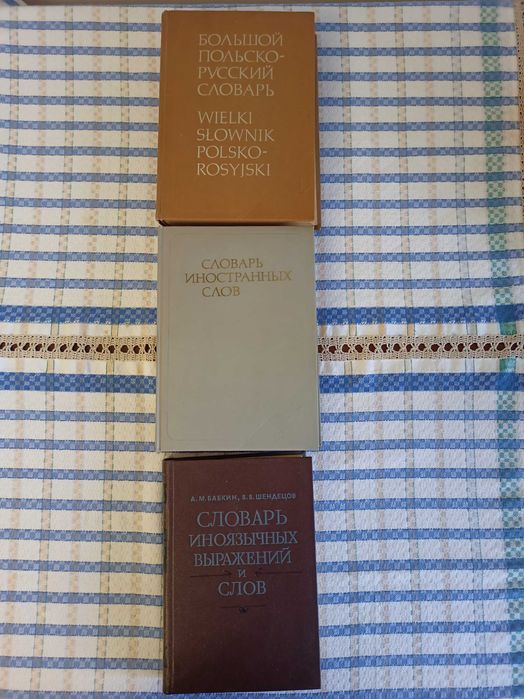 БОЛЬШОЙ
ПОЛЬСКО-
РУССКИЙ
СЛОВАРЬ
WIELKI
SŁOWNIK
POLSKO-
ROSYJSKI
СЛОВАРЬ
ИНОСТРАННЫХ
СЛОВ
А.М.БАБКИН, В.В.ШЕНДЕЦОВ
СЛОВАРЬ
ИНОЯЗЫЧНЫХ
ВЫРАЖЕНИЙ
И
СЛОВ